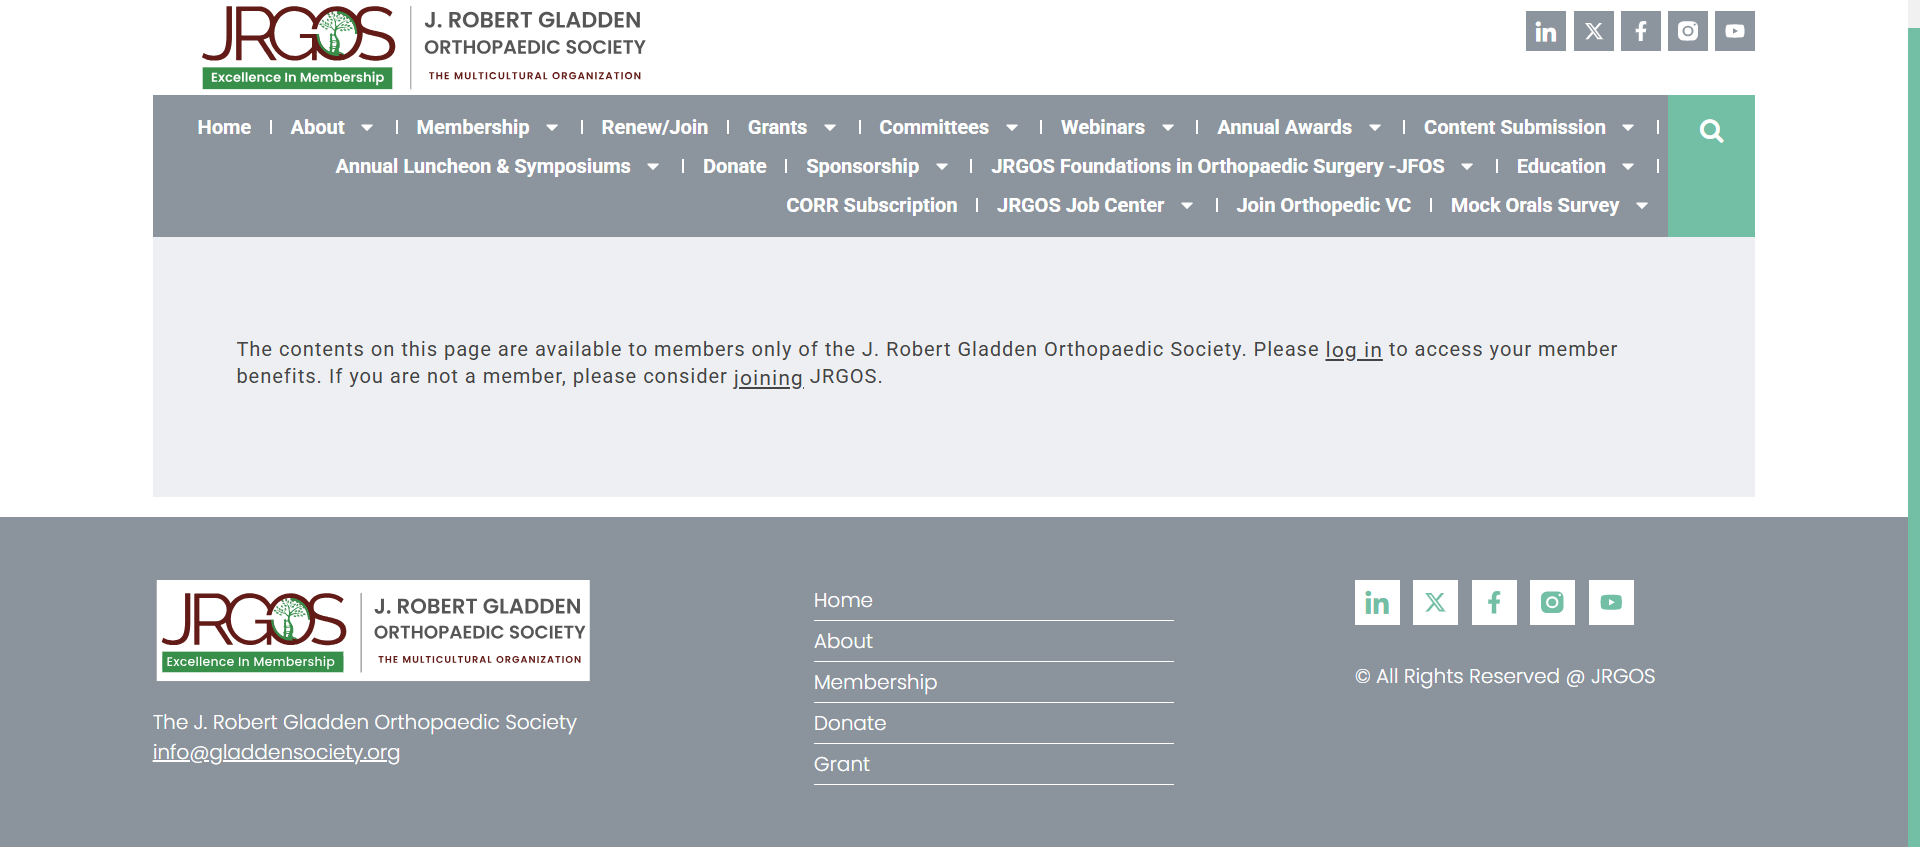 JRGOS
Excellence In Membership
J. ROBERT GLADDEN
ORTHOPAEDIC SOCIETY
THE MULTICULTURAL ORGANIZATION
Home About Membership Renew/Join Grants Committees Webinars Annual Awards Content Submission
Annual Luncheon & Symposiums Donate Sponsorship JRGOS Foundations in Orthopaedic Surgery -JFOS Education
CORR Subscription JRGOS Job Center Join Orthopedic VC Mock Orals Survey
The contents on this page are available to members only of the J. Robert Gladden Orthopaedic Society. Please log in to access your member
benefits. If you are not a member, please consider joining JRGOS.
JRGOS
Excellence In Membership
J. ROBERT GLADDEN
ORTHOPAEDIC SOCIETY
THE MULTICULTURAL ORGANIZATION
The J. Robert Gladden Orthopaedic Society
info@gladdensociety.org
Home
About
Membership
Donate
Grant
© All Rights Reserved @ JRGOS